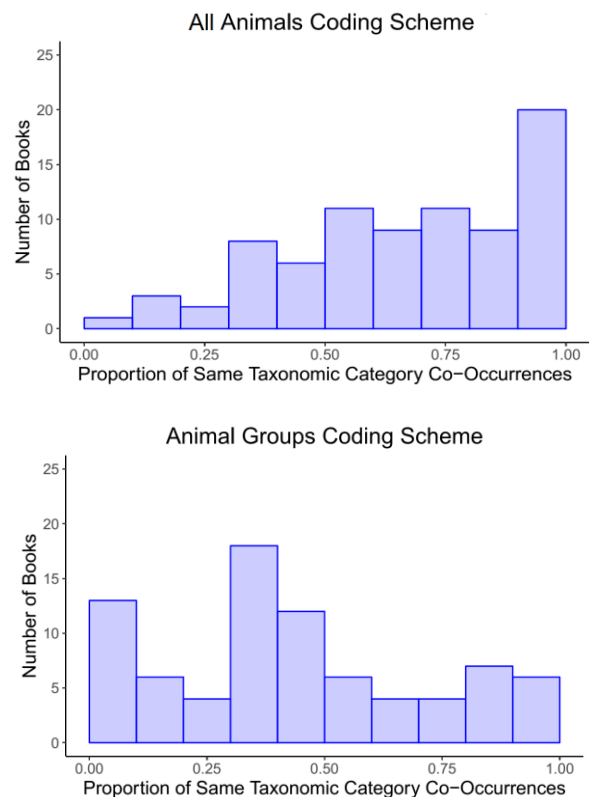 All Animals Coding Scheme
25
20
15
10
5
0
Number of Books
0.00 0.25 0.50 0.75 1.00
Proportion of Same Taxonomic Category Co−Occurrences
Animal Groups Coding Scheme
25
20
15
10
5
0
Number of Books
0.00 0.25 0.50 0.75 1.00
Proportion of Same Taxonomic Category Co−Occurrences